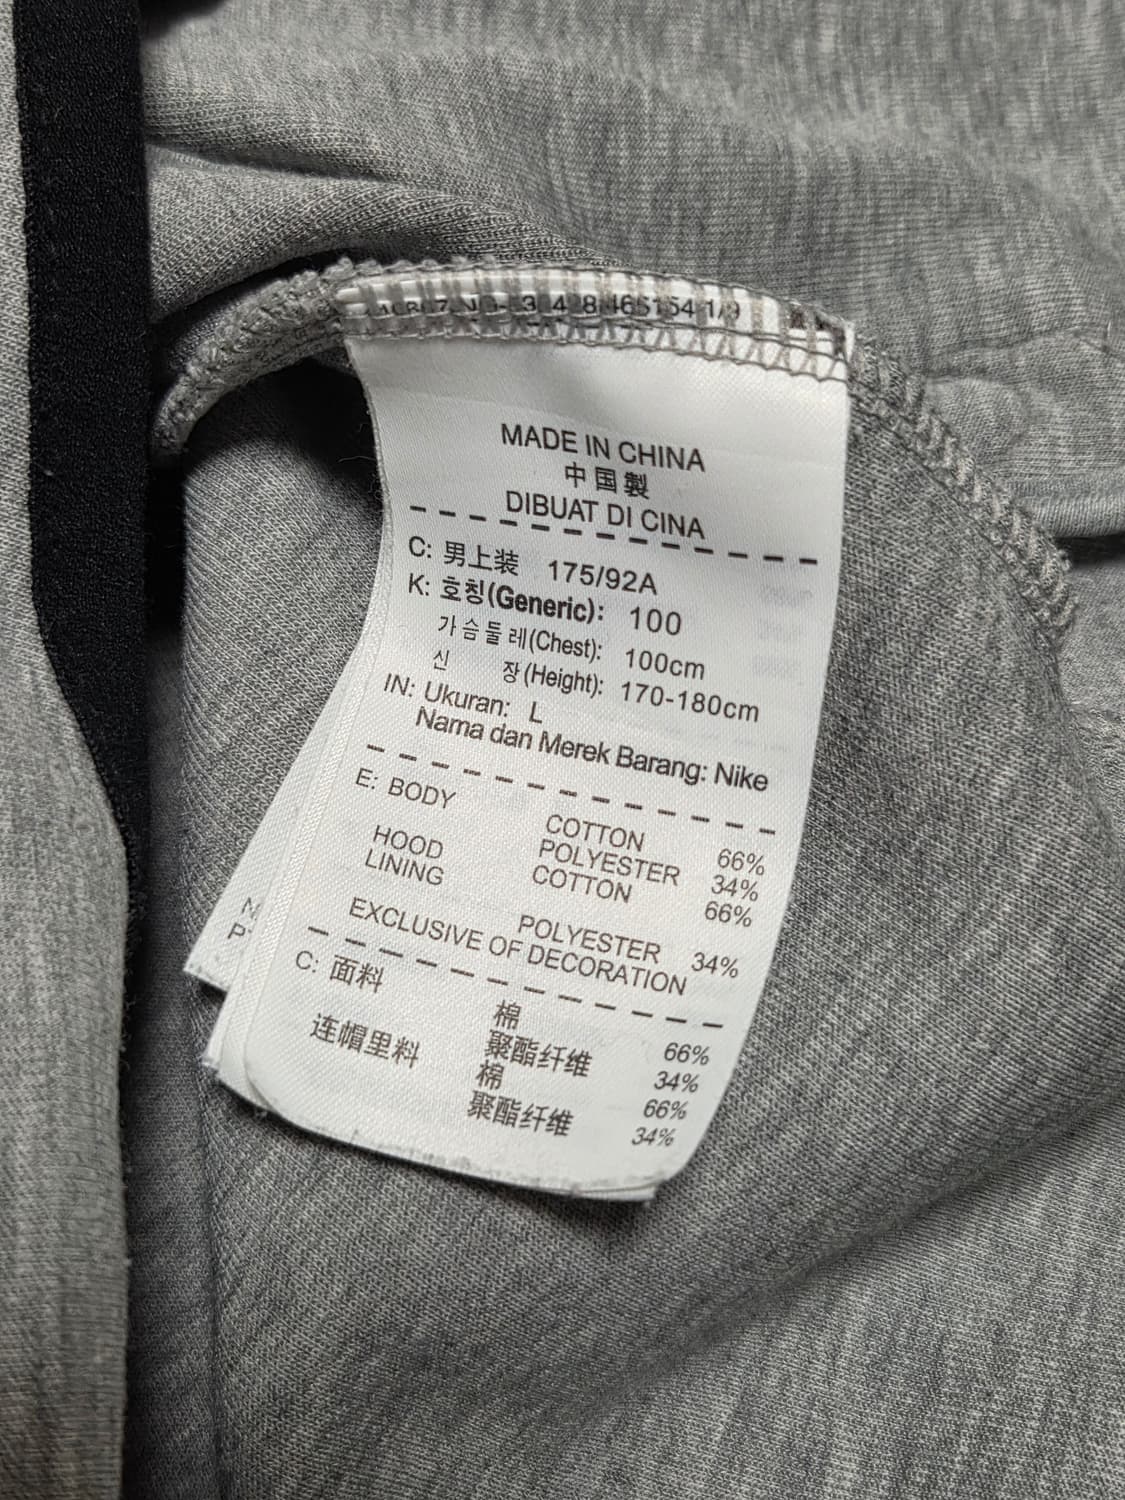 MADE IN CHINA
中国製
DIBUAT DI CINA
C: 男上装 175/92A
K: 호칭(Generic): 100
가슴둘레(Chest): 100cm
신 장(Height): 170-180cm
IN: Ukuran: L
Nama dan Merek Barang: Nike
E: BODY COTTON 66%
POLYESTER 34%
HOOD LINING COTTON 66%
POLYESTER 34%
EXCLUSIVE OF DECORATION
C: 面料 棉 66%
聚酯纤维 34%
连帽里料 棉 66%
聚酯纤维 34%